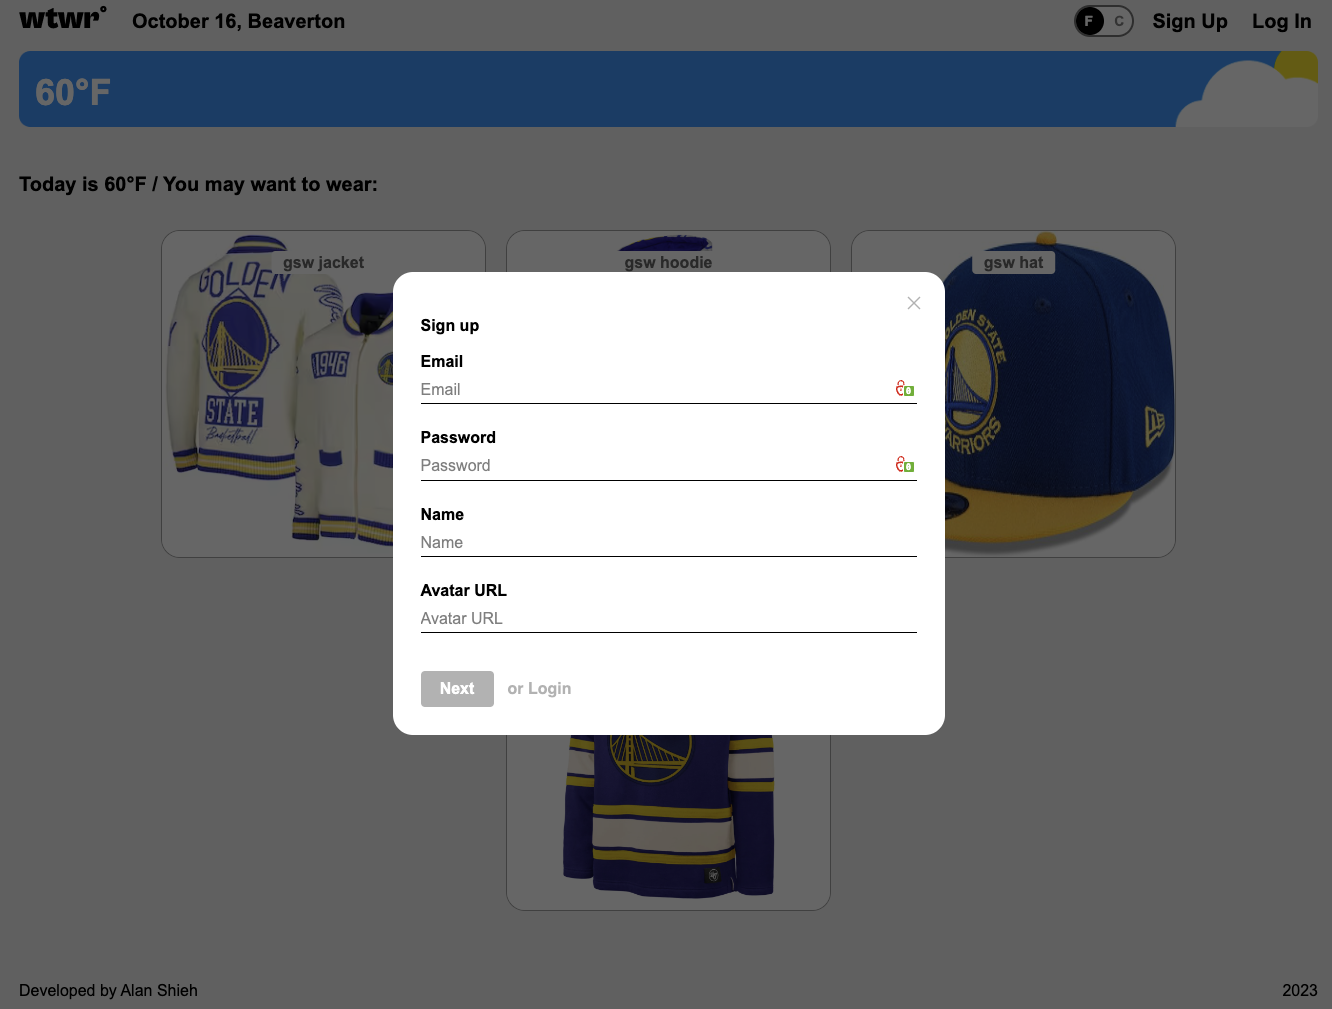 wtwr°
October 16, Beaverton
F C
Sign Up
Log In
60°F
Today is 60°F / You may want to wear:
gsw jacket
gsw hoodie
gsw hat
GOLDEN
STATE
Basketball
1946
GOLDEN STATE
WARRIORS
Sign up
Email
Email
Password
Password
Name
Name
Avatar URL
Avatar URL
Next
or Login
Developed by Alan Shieh
2023